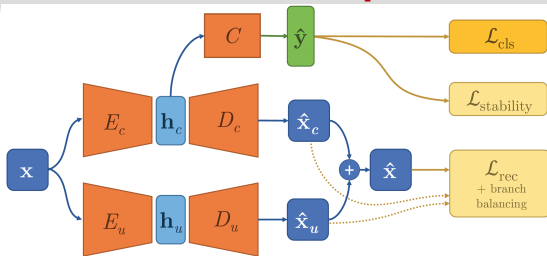 C
ŷ
ℒ_cls
ℒ_stability
E_c
h_c
D_c
x̂_c
x
+
x̂
ℒ_rec
+ branch
balancing
E_u
h_u
D_u
x̂_u